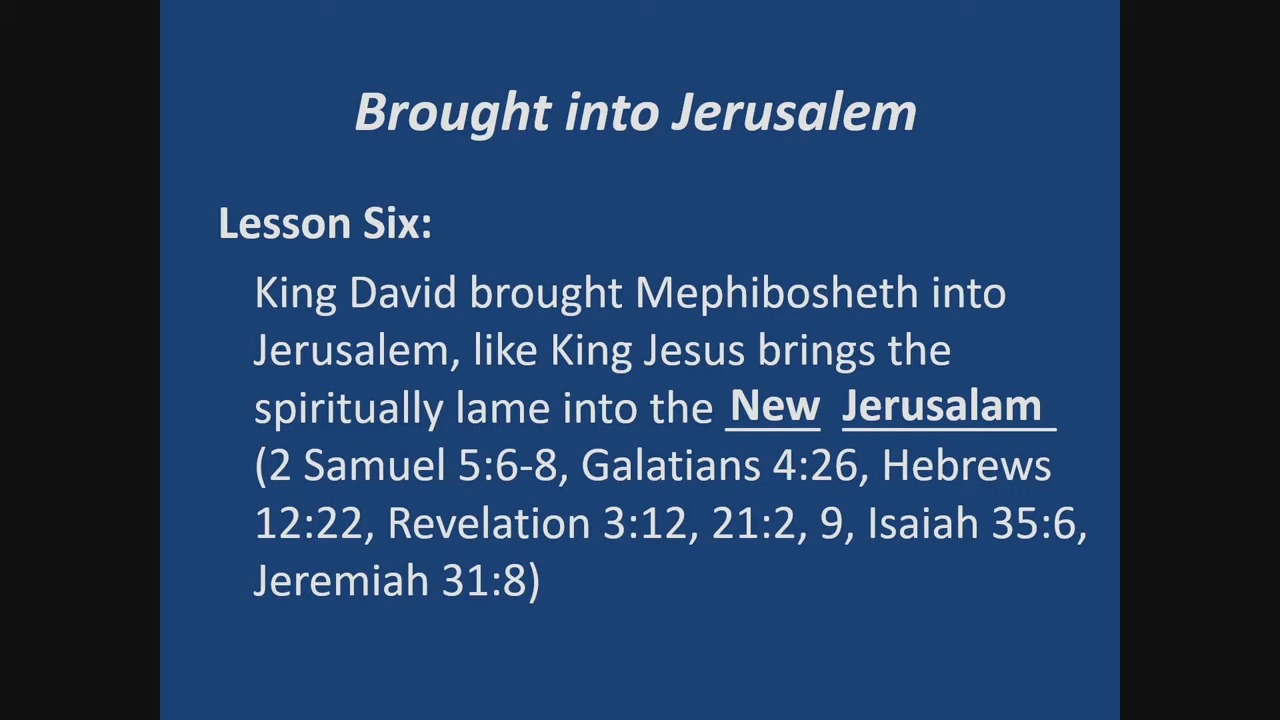 Brought into Jerusalem
Lesson Six:
King David brought Mephibosheth into
Jerusalem, like King Jesus brings the
spiritually lame into the New Jerusalam
(2 Samuel 5:6-8, Galatians 4:26, Hebrews
12:22, Revelation 3:12, 21:2, 9, Isaiah 35:6,
Jeremiah 31:8)